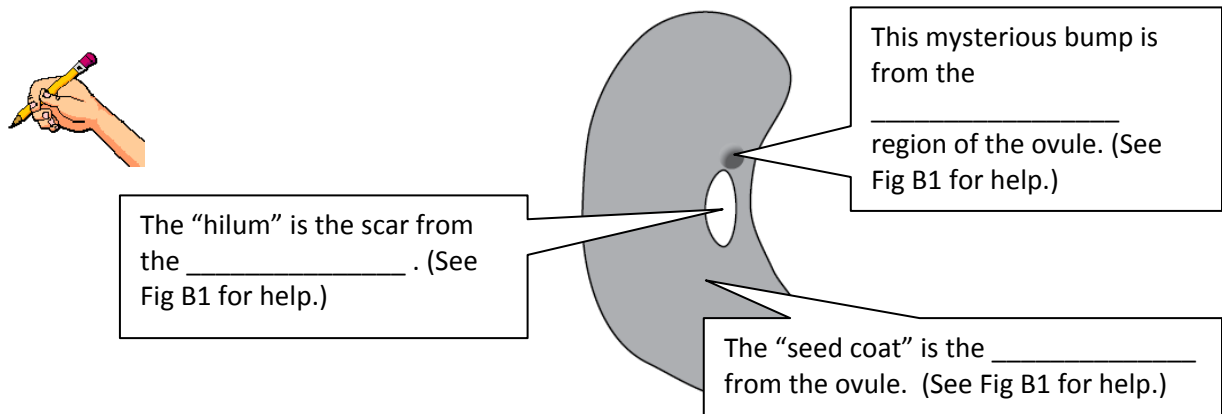 This mysterious bump is
from the
__________________
region of the ovule. (See
Fig B1 for help.)
The “hilum” is the scar from
the ________________ . (See
Fig B1 for help.)
The “seed coat” is the _______________
from the ovule. (See Fig B1 for help.)